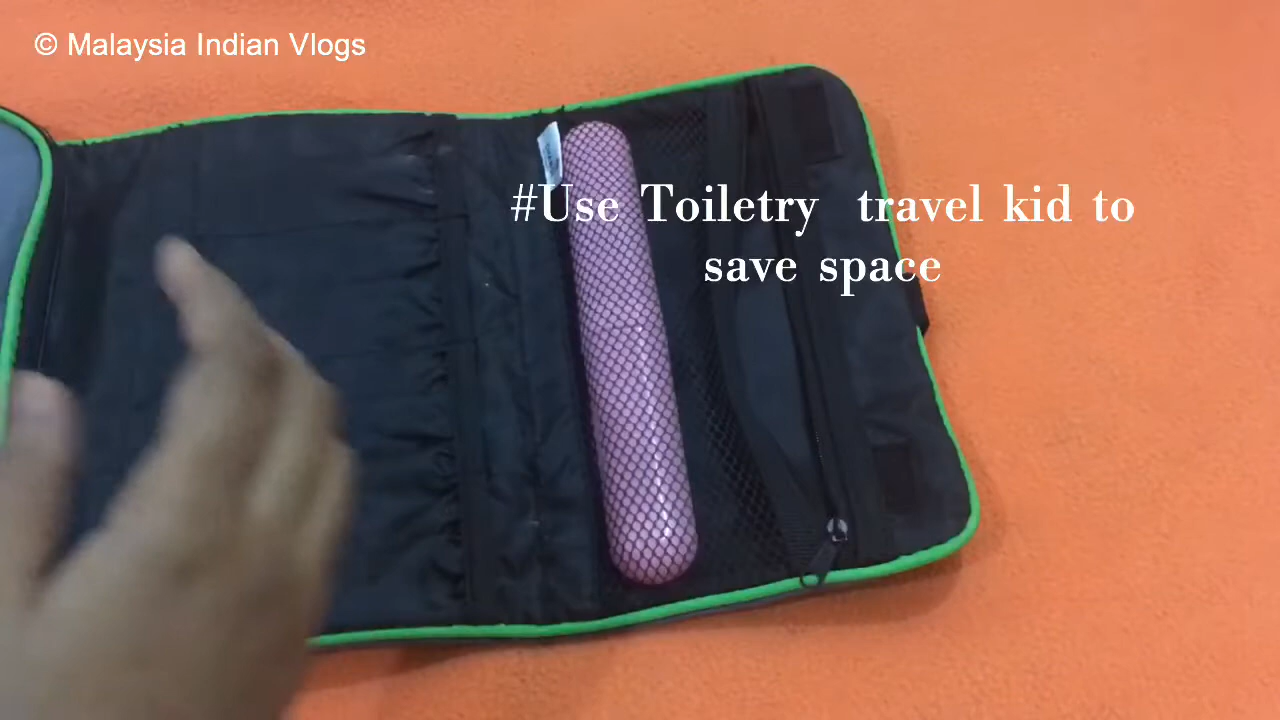 © Malaysia Indian Vlogs
#Use Toiletry travel kid to
save space